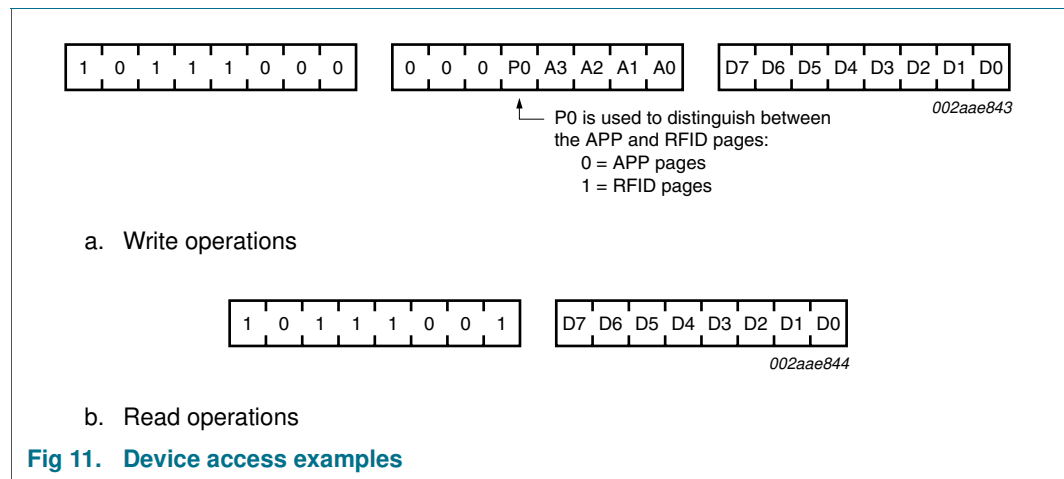 1 0 1 1 1 0 0 0 0 0 0 P0 A3 A2 A1 A0 D7 D6 D5 D4 D3 D2 D1 D0
002aae843
P0 is used to distinguish between
the APP and RFID pages:
0 = APP pages
1 = RFID pages
a. Write operations
1 0 1 1 1 0 0 1 D7 D6 D5 D4 D3 D2 D1 D0
002aae844
b. Read operations
Fig 11. Device access examples